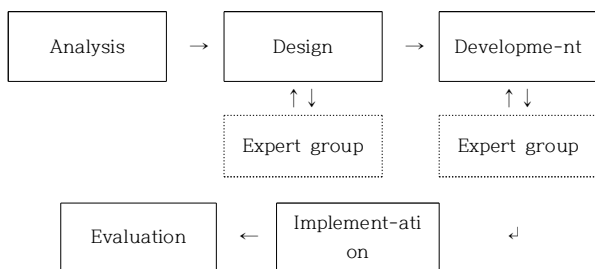 Analysis → Design → Developme-nt
↑ ↓ ↑ ↓
Expert group Expert group
Evaluation ← Implement-ati
on ↲